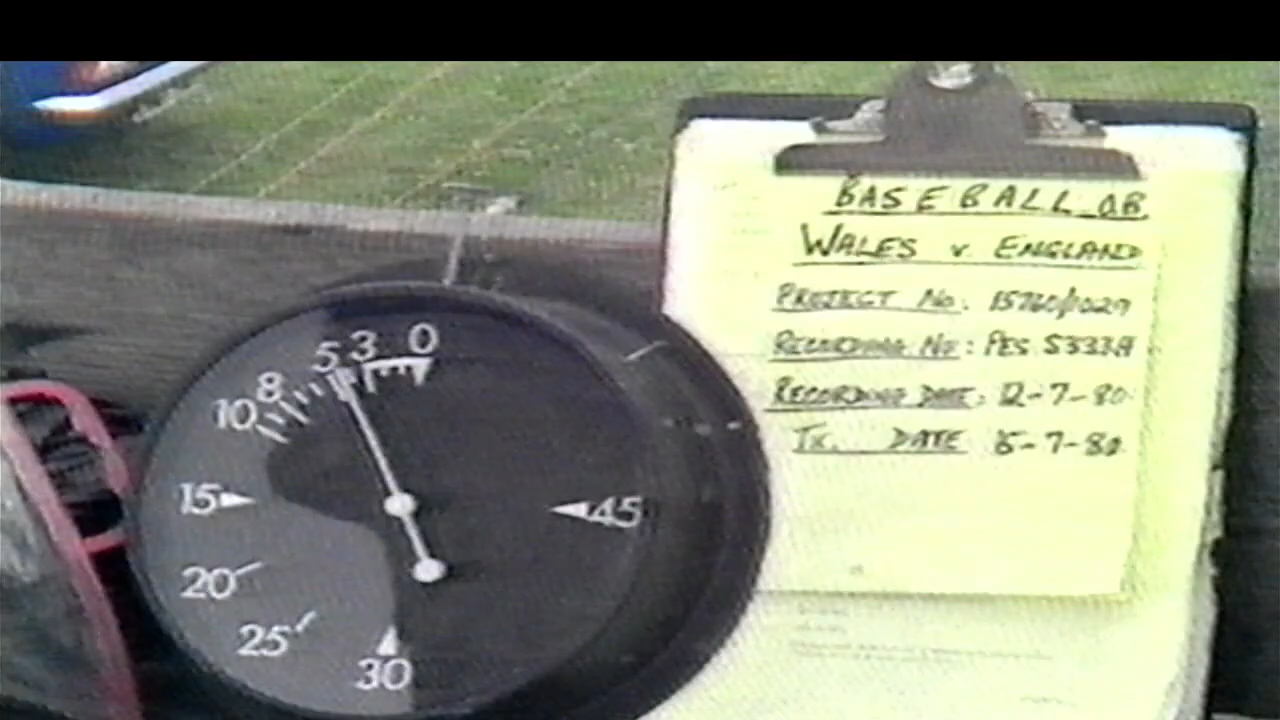 BASEBALL OB
WALES v. ENGLAND
PROJECT NO: 15760/1029
RECORDING NO: PES 5333A
RECORDING DATE: 12-7-80
TX. DATE 15-7-80
0
3
5
8
10
15
20
25
30
45